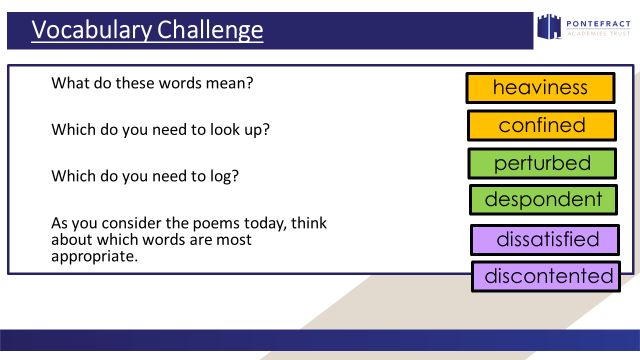 Vocabulary Challenge
PONTEFRACT
ACADEMIES TRUST
What do these words mean?
Which do you need to look up?
Which do you need to log?
As you consider the poems today, think
about which words are most
appropriate.
heaviness
confined
perturbed
despondent
dissatisfied
discontented